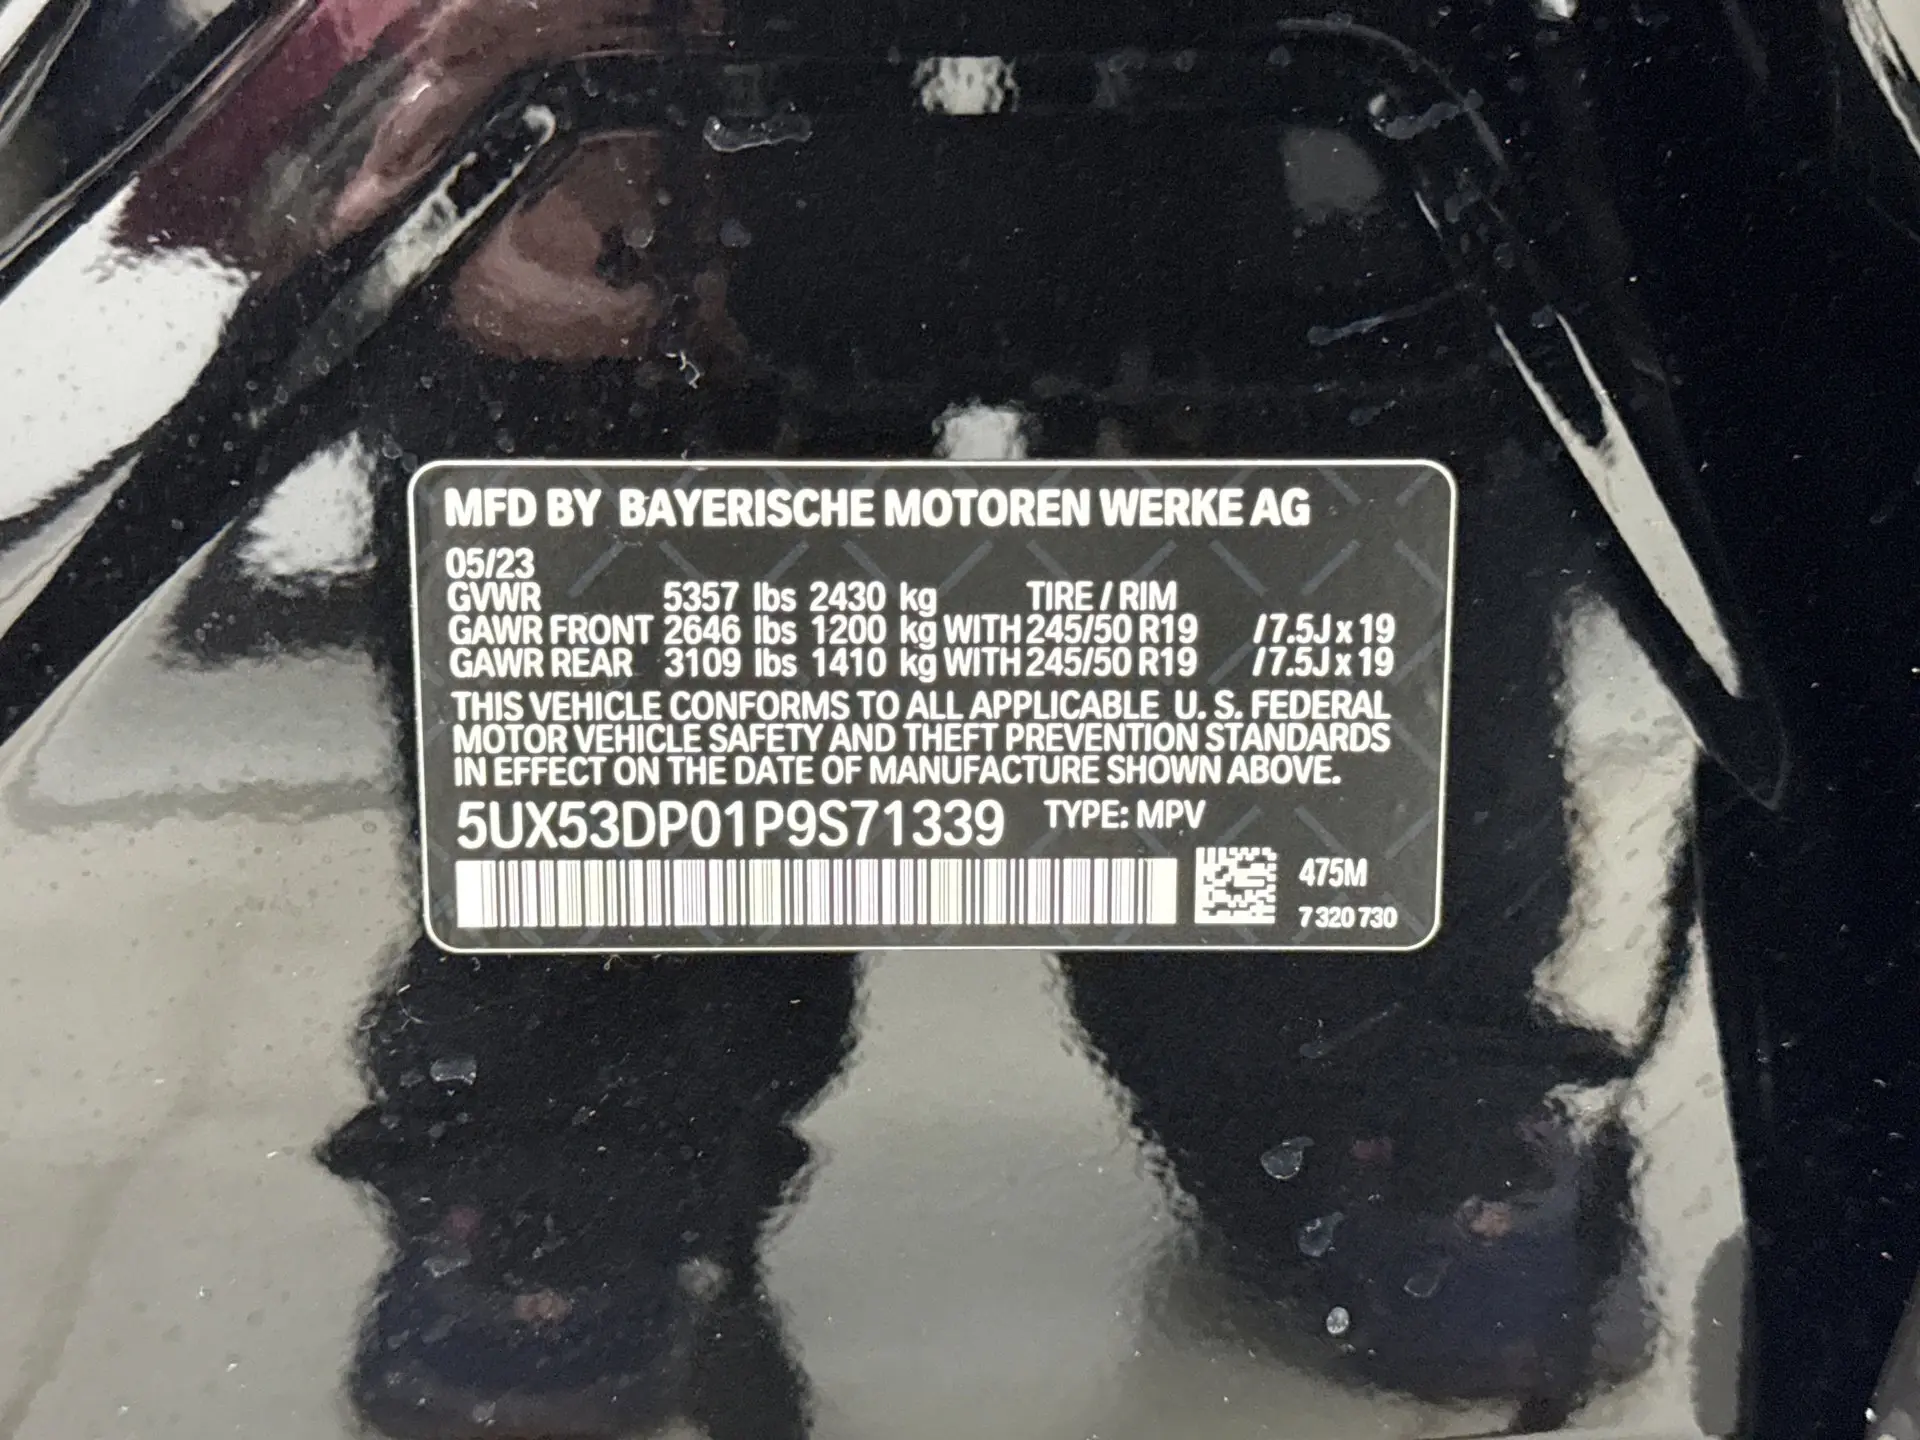 MFD BY BAYERISCHE MOTOREN WERKE AG
05/23
GVWR 5357 lbs 2430 kg TIRE / RIM
GAWR FRONT 2646 lbs 1200 kg WITH 245/50 R19 / 7.5J x 19
GAWR REAR 3109 lbs 1410 kg WITH 245/50 R19 / 7.5J x 19
THIS VEHICLE CONFORMS TO ALL APPLICABLE U. S. FEDERAL
MOTOR VEHICLE SAFETY AND THEFT PREVENTION STANDARDS
IN EFFECT ON THE DATE OF MANUFACTURE SHOWN ABOVE.
5UX53DP01P9S71339 TYPE: MPV
475M
7 320 730